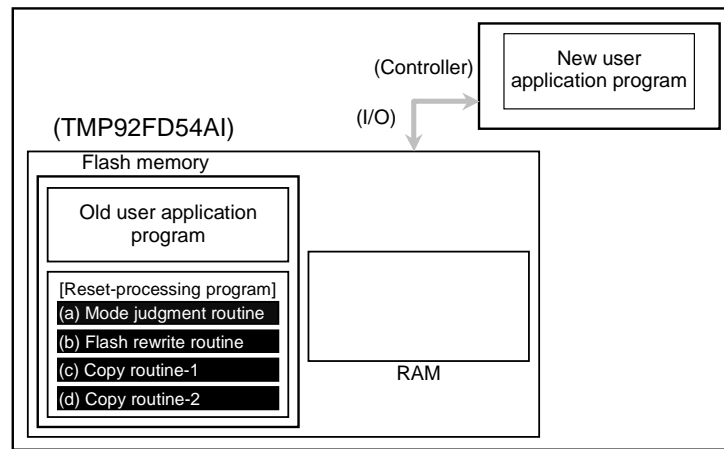 New user
application program
(Controller)
(I/O)
(TMP92FD54AI)
Flash memory
Old user application
program
[Reset-processing program]
(a) Mode judgment routine
(b) Flash rewrite routine
(c) Copy routine-1
(d) Copy routine-2
RAM